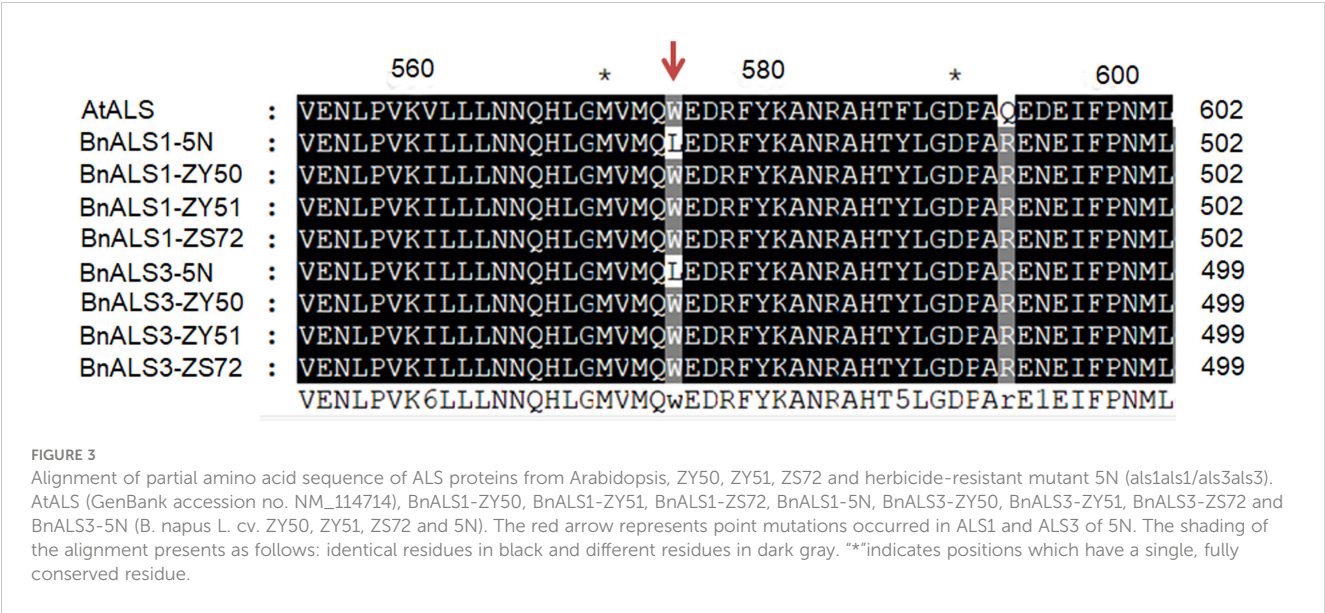 560 * 580 * 600
AtALS : VENLPVKVLLLNNQHLGMVMQWEDRFYKANRAHTFLGDPAQEDEIFPNML 602
BnALS1-5N : VENLPVKILLLNNQHLGMVMQLEDRFYKANRAHTYLGDPARENEIFPNML 502
BnALS1-ZY50 : VENLPVKILLLNNQHLGMVMQWEDRFYKANRAHTYLGDPARENEIFPNML 502
BnALS1-ZY51 : VENLPVKILLLNNQHLGMVMQWEDRFYKANRAHTYLGDPARENEIFPNML 502
BnALS1-ZS72 : VENLPVKILLLNNQHLGMVMQWEDRFYKANRAHTYLGDPARENEIFPNML 502
BnALS3-5N : VENLPVKILLLNNQHLGMVMQLEDRFYKANRAHTYLGDPARENEIFPNML 499
BnALS3-ZY50 : VENLPVKILLLNNQHLGMVMQWEDRFYKANRAHTYLGDPARENEIFPNML 499
BnALS3-ZY51 : VENLPVKILLLNNQHLGMVMQWEDRFYKANRAHTYLGDPARENEIFPNML 499
BnALS3-ZS72 : VENLPVKILLLNNQHLGMVMQWEDRFYKANRAHTYLGDPARENEIFPNML 499
VENLPVK6LLLNNQHLGMVMQwEDRFYKANRAHT5LGDPArE1EIFPNML
FIGURE 3
Alignment of partial amino acid sequence of ALS proteins from Arabidopsis, ZY50, ZY51, ZS72 and herbicide-resistant mutant 5N (als1als1/als3als3).
AtALS (GenBank accession no. NM_114714), BnALS1-ZY50, BnALS1-ZY51, BnALS1-ZS72, BnALS1-5N, BnALS3-ZY50, BnALS3-ZY51, BnALS3-ZS72 and
BnALS3-5N (B. napus L. cv. ZY50, ZY51, ZS72 and 5N). The red arrow represents point mutations occurred in ALS1 and ALS3 of 5N. The shading of
the alignment presents as follows: identical residues in black and different residues in dark gray. “*”indicates positions which have a single, fully
conserved residue.